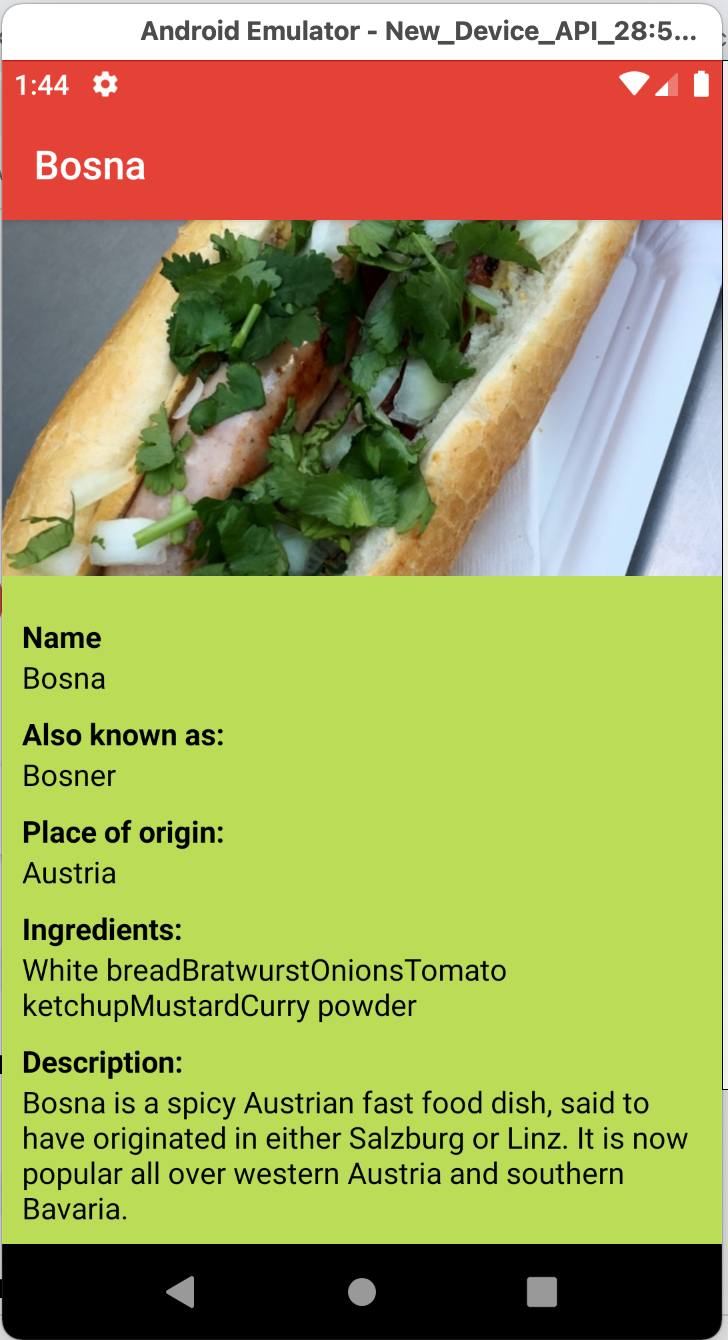 Android Emulator - New_Device_API_28:5...
1:44
Bosna
Name
Bosna
Also known as:
Bosner
Place of origin:
Austria
Ingredients:
White breadBratwurstOnionsTomato
ketchupMustardCurry powder
Description:
Bosna is a spicy Austrian fast food dish, said to
have originated in either Salzburg or Linz. It is now
popular all over western Austria and southern
Bavaria.